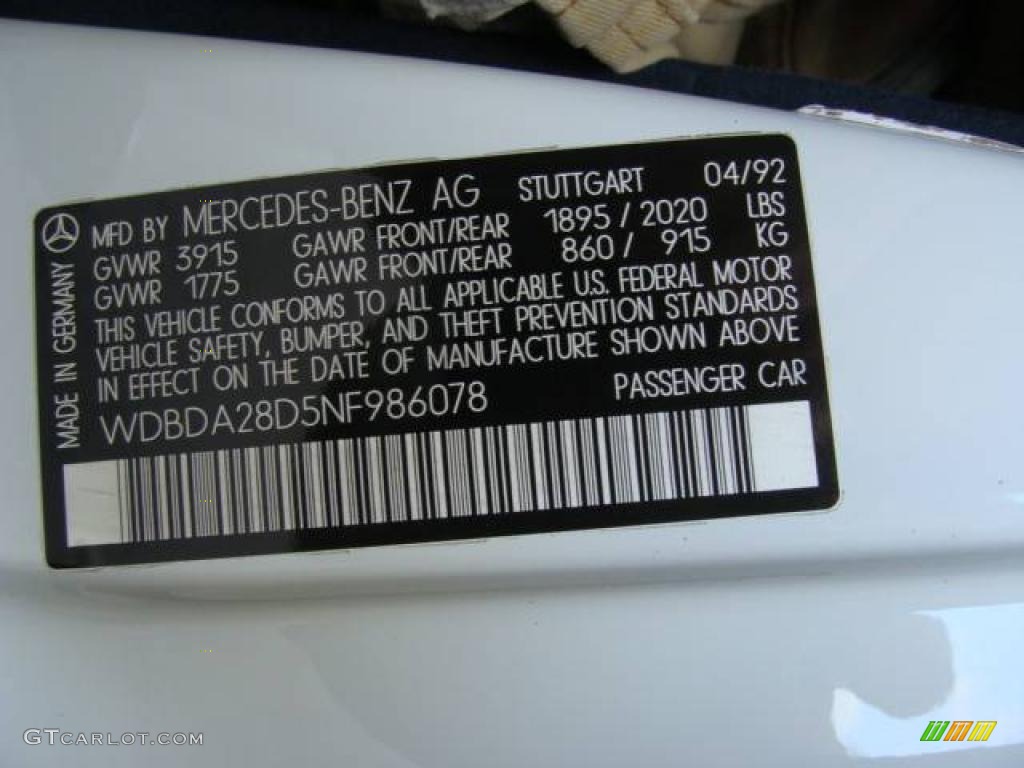 MFD BY MERCEDES-BENZ AG STUTTGART 04/92
GVWR 3915 GAWR FRONT/REAR 1895 / 2020 LBS
GVWR 1775 GAWR FRONT/REAR 860 / 915 KG
THIS VEHICLE CONFORMS TO ALL APPLICABLE U.S. FEDERAL MOTOR
VEHICLE SAFETY, BUMPER, AND THEFT PREVENTION STANDARDS
IN EFFECT ON THE DATE OF MANUFACTURE SHOWN ABOVE
WDBDA28D5NF986078 PASSENGER CAR
MADE IN GERMANY
GTCARLOT.COM